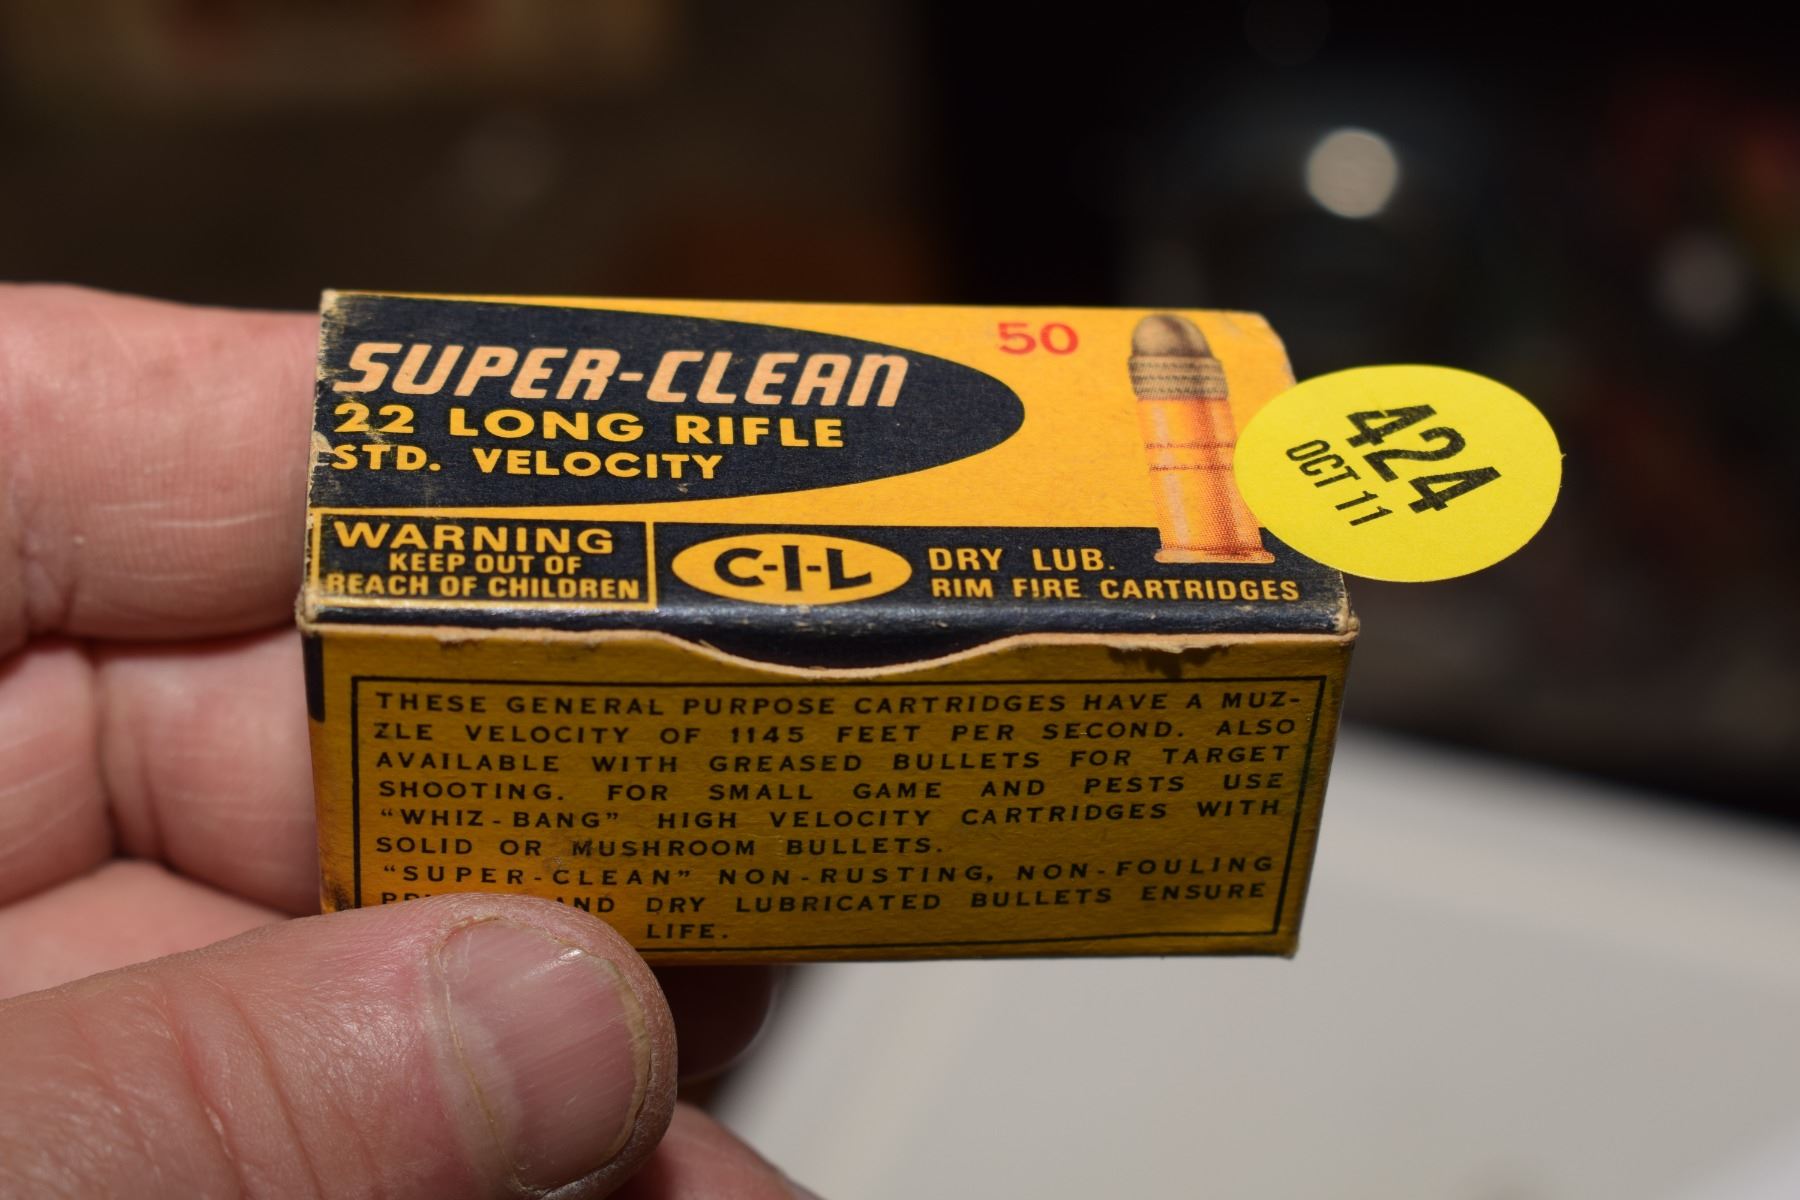 SUPER-CLEAN
22 LONG RIFLE
STD. VELOCITY
50
WARNING
KEEP OUT OF
REACH OF CHILDREN
C-I-L
DRY LUB.
RIM FIRE CARTRIDGES
424
OCT 11
THESE GENERAL PURPOSE CARTRIDGES HAVE A MUZ-
ZLE VELOCITY OF 1145 FEET PER SECOND. ALSO
AVAILABLE WITH GREASED BULLETS FOR TARGET
SHOOTING. FOR SMALL GAME AND PESTS USE
"WHIZ-BANG" HIGH VELOCITY CARTRIDGES WITH
SOLID OR MUSHROOM BULLETS.
"SUPER-CLEAN" NON-RUSTING, NON-FOULING
AND DRY LUBRICATED BULLETS ENSURE
LIFE.